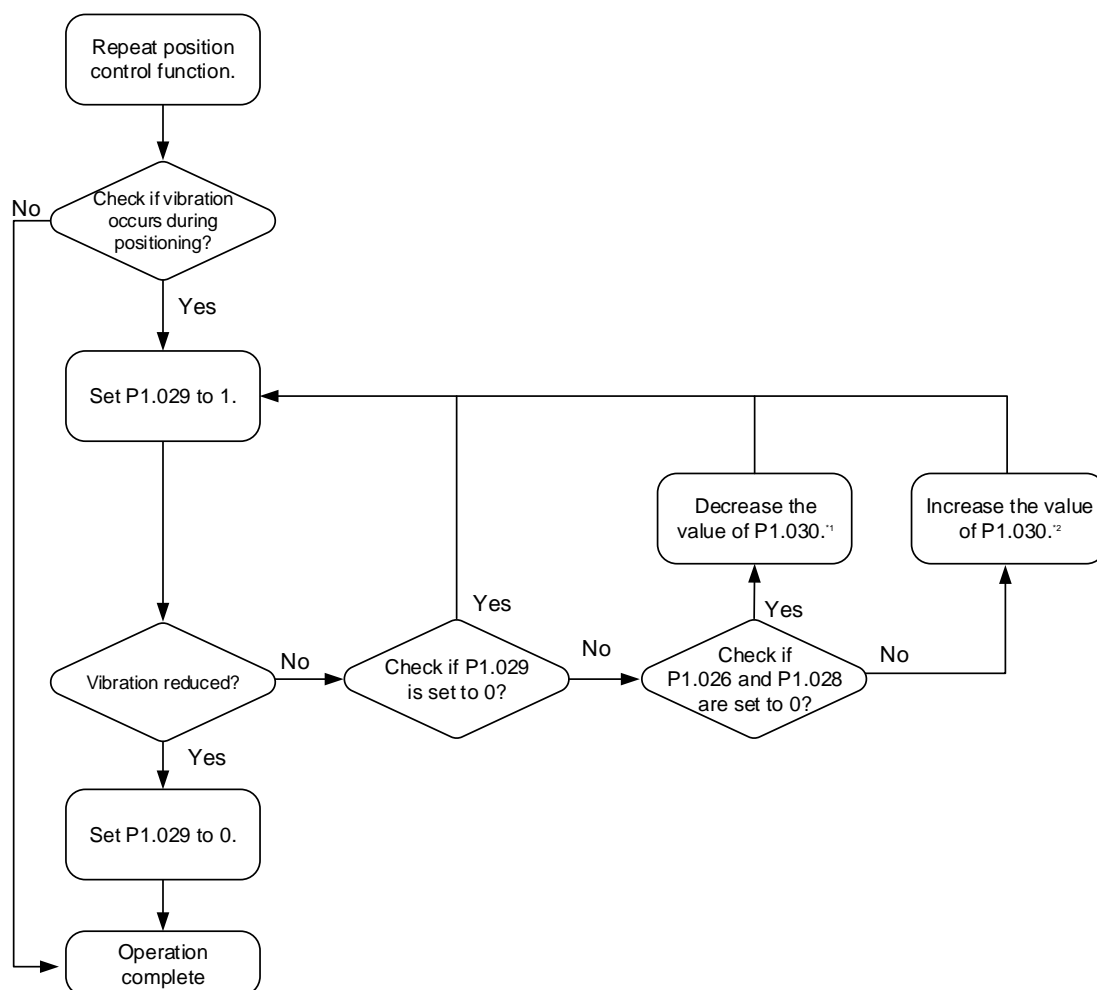 Repeat position
control function.
Check if vibration
occurs during
positioning?
No
Yes
Set P1.029 to 1.
Decrease the
value of P1.030.*1
Increase the value
of P1.030.*2
Yes
Yes
Vibration reduced?
No
Check if P1.029
is set to 0?
No
Check if
P1.026 and P1.028
are set to 0?
No
Yes
Set P1.029 to 0.
Operation
complete